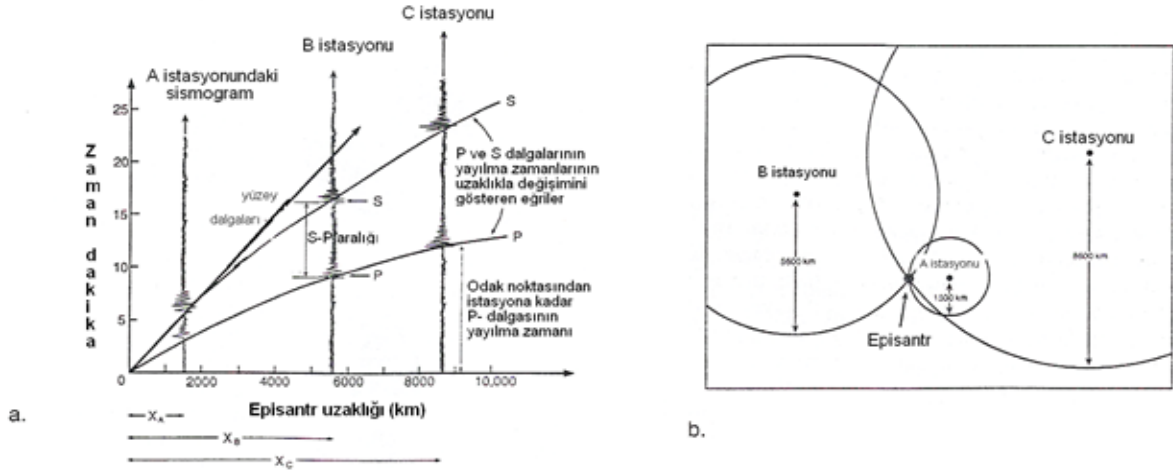 C istasyonu
B istasyonu
A istasyonundaki
sismogram
Zaman dakika
25
20
15
10
5
0
2000
4000
6000
8000
10,000
yüzey
dalgaları
S
S
S-P aralığı
P
P
P ve S dalgalarının
yayılma zamanlarının
uzaklıkla değişimini
gösteren eğriler
Odak noktasından
istasyona kadar
P- dalgasının
yayılma zamanı
Episantr uzaklığı (km)
XA
XB
XC
a.
B istasyonu
C istasyonu
A istasyonu
Episantr
b.